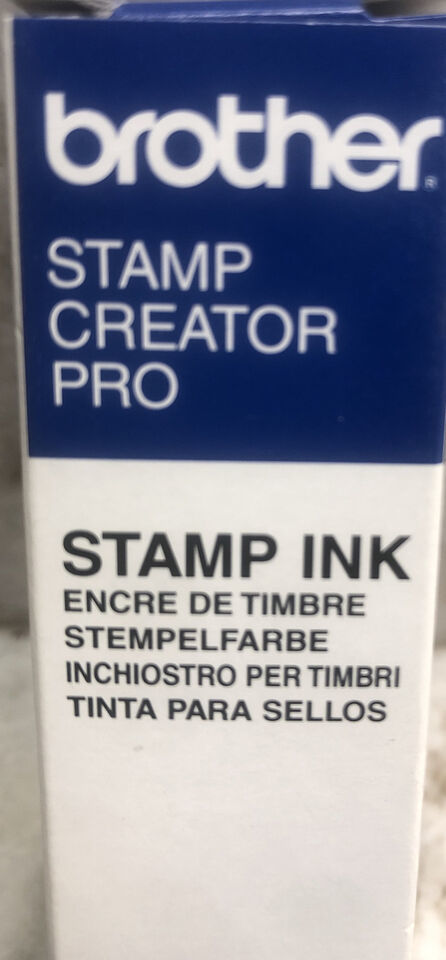 brother®
STAMP
CREATOR
PRO
STAMP INK
ENCRE DE TIMBRE
STEMPELFARBE
INCHIOSTRO PER TIMBRI
TINTA PARA SELLOS